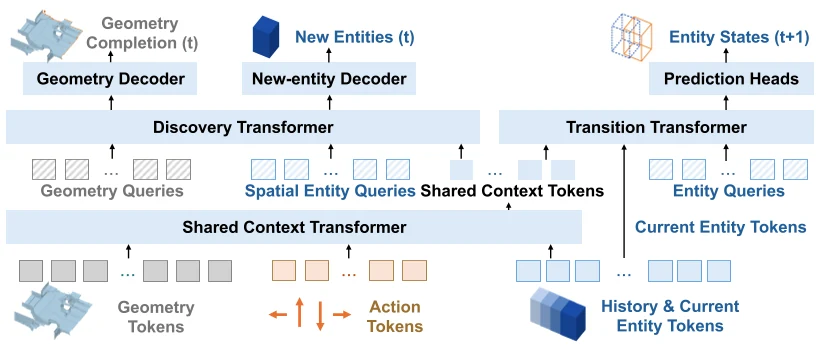 Geometry
Completion (t)
New Entities (t)
Entity States (t+1)
Geometry Decoder
New-entity Decoder
Prediction Heads
Discovery Transformer
Transition Transformer
...
...
...
...
Geometry Queries
Spatial Entity Queries
Shared Context Tokens
Entity Queries
Shared Context Transformer
Current Entity Tokens
...
...
...
Geometry
Tokens
Action
Tokens
History & Current
Entity Tokens